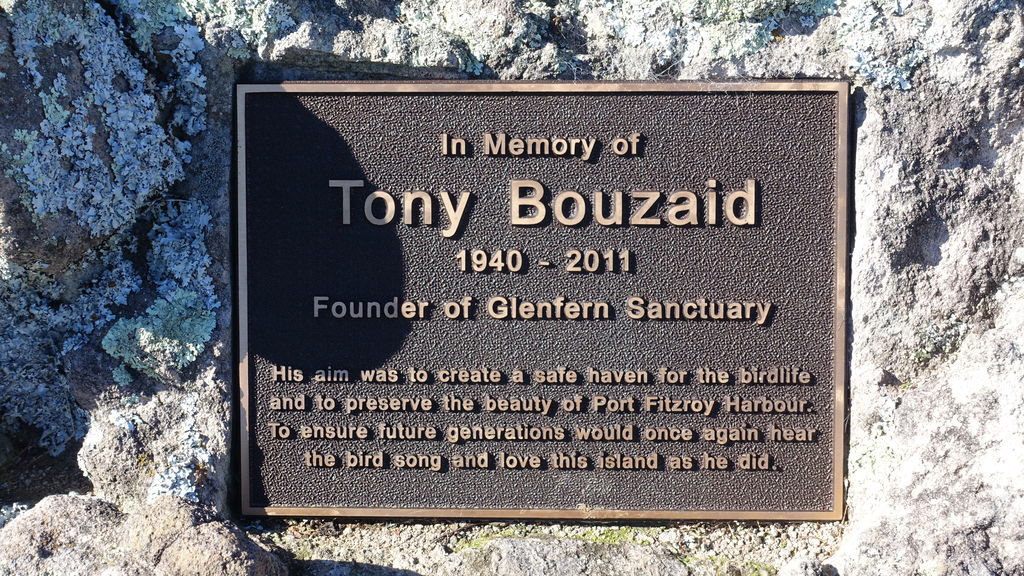 In Memory of
Tony Bouzaid
1940 - 2011
Founder of Glenfern Sanctuary
His aim was to create a safe haven for the birdlife
and to preserve the beauty of Port Fitzroy Harbour.
To ensure future generations would once again hear
the bird song and love this island as he did.